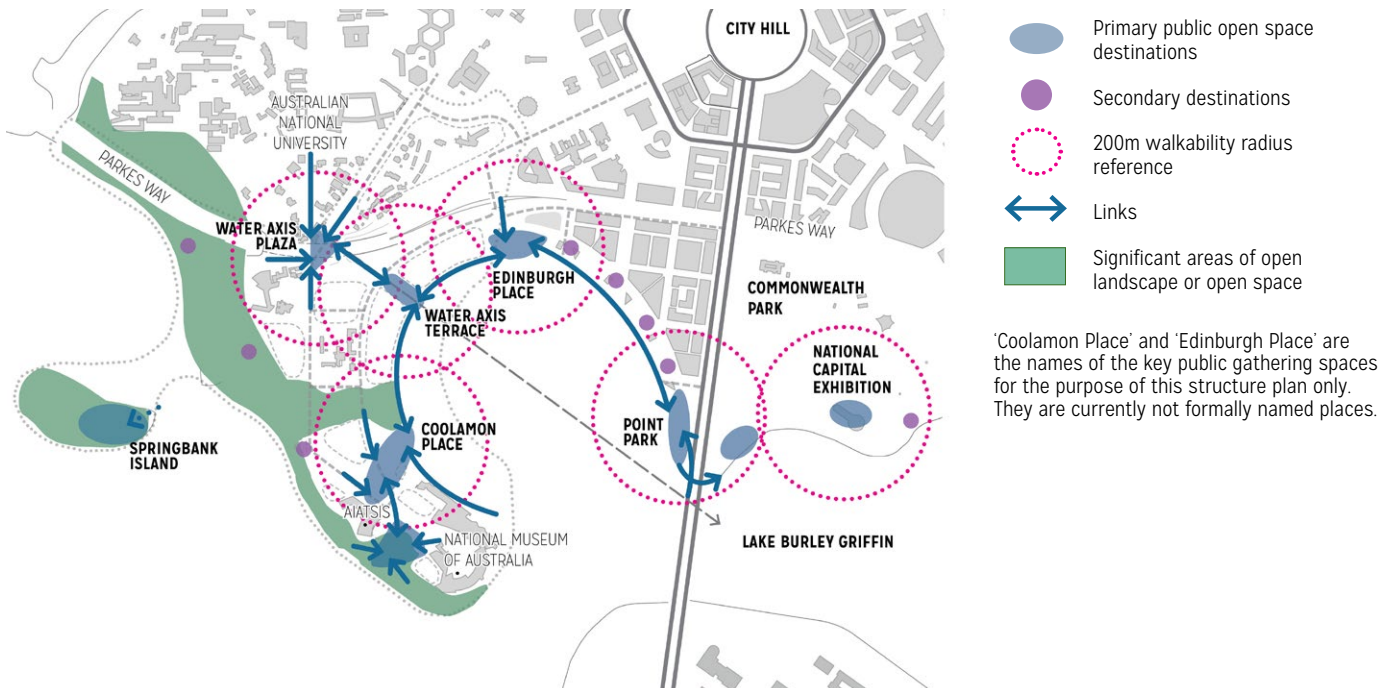 CITY HILL
AUSTRALIAN
NATIONAL
UNIVERSITY
PARKES WAY
WATER AXIS
PLAZA
PARKES WAY
EDINBURGH
PLACE
COMMONWEALTH
PARK
WATER AXIS
TERRACE
NATIONAL
CAPITAL
EXHIBITION
COOLAMON
PLACE
POINT
PARK
SPRINGBANK
ISLAND
AIATSIS
NATIONAL MUSEUM
OF AUSTRALIA
LAKE BURLEY GRIFFIN
Primary public open space
destinations
Secondary destinations
200m walkability radius
reference
Links
Significant areas of open
landscape or open space
‘Coolamon Place’ and ‘Edinburgh Place’ are
the names of the key public gathering spaces
for the purpose of this structure plan only.
They are currently not formally named places.